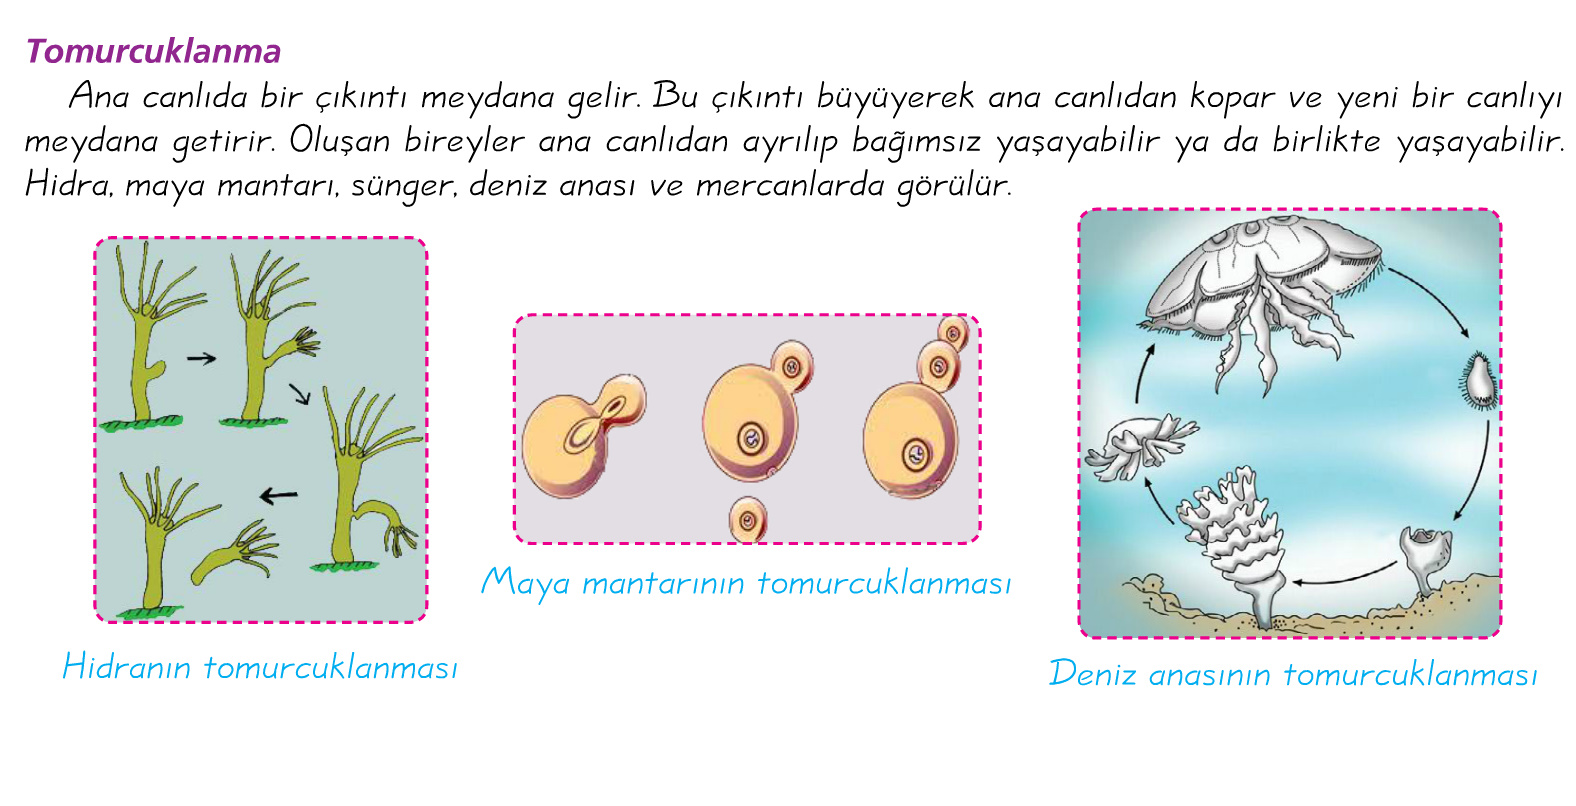 Tomurcuklanma
Ana canlıda bir çıkıntı meydana gelir. Bu çıkıntı büyüyerek ana canlıdan kopar ve yeni bir canlıyı
meydana getirir. Oluşan bireyler ana canlıdan ayrılıp bağımsız yaşayabilir ya da birlikte yaşayabilir.
Hidra, maya mantarı, sünger, deniz anası ve mercanlarda görülür.
Maya mantarının tomurcuklanması
Hidranın tomurcuklanması
Deniz anasının tomurcuklanması